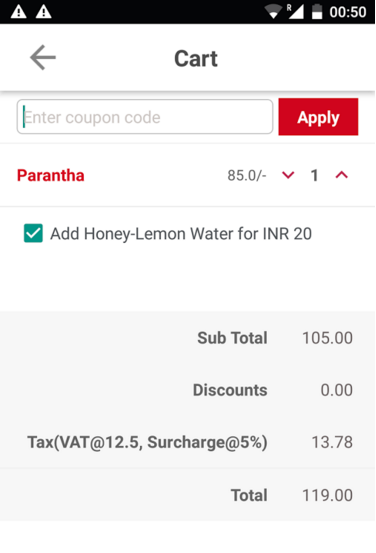 R 00:50
Cart
Enter coupon code Apply
Parantha 85.0/- 1
Add Honey-Lemon Water for INR 20
Sub Total 105.00
Discounts 0.00
Tax(VAT@12.5, Surcharge@5%) 13.78
Total 119.00